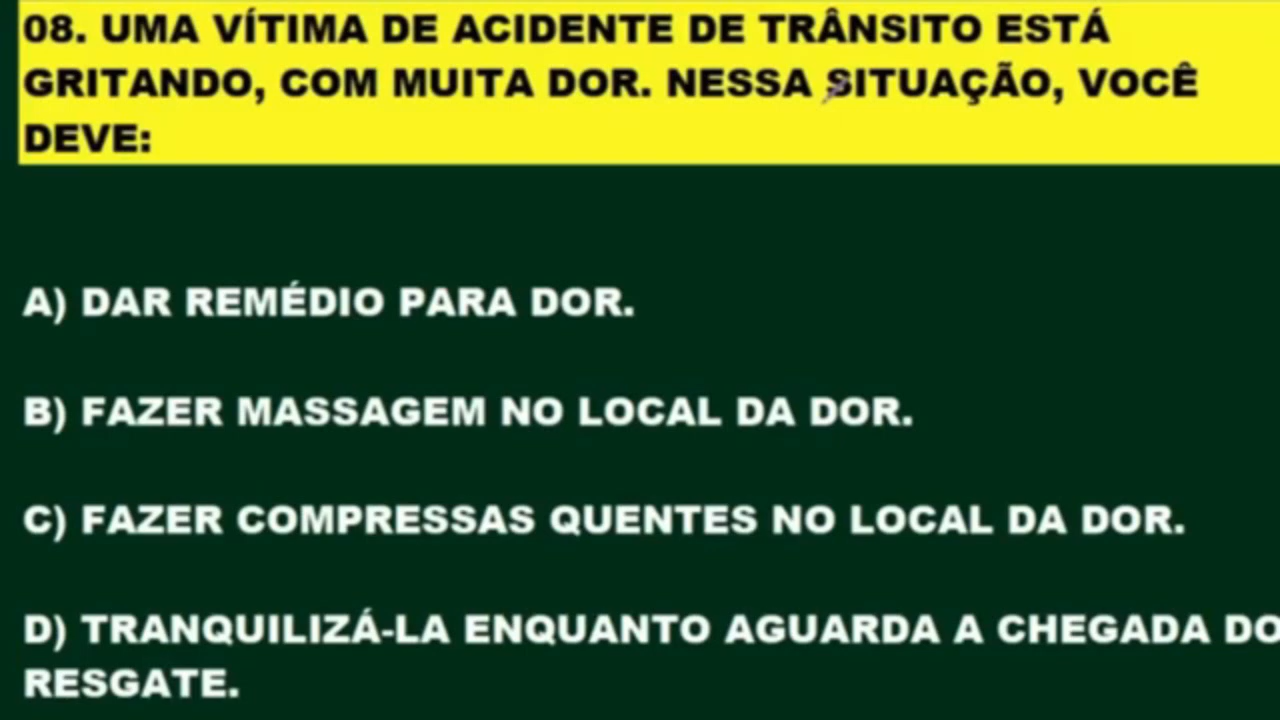 08. UMA VÍTIMA DE ACIDENTE DE TRÂNSITO ESTÁ
GRITANDO, COM MUITA DOR. NESSA SITUAÇÃO, VOCÊ
DEVE:
A) DAR REMÉDIO PARA DOR.
B) FAZER MASSAGEM NO LOCAL DA DOR.
C) FAZER COMPRESSAS QUENTES NO LOCAL DA DOR.
D) TRANQUILIZÁ-LA ENQUANTO AGUARDA A CHEGADA DO
RESGATE.